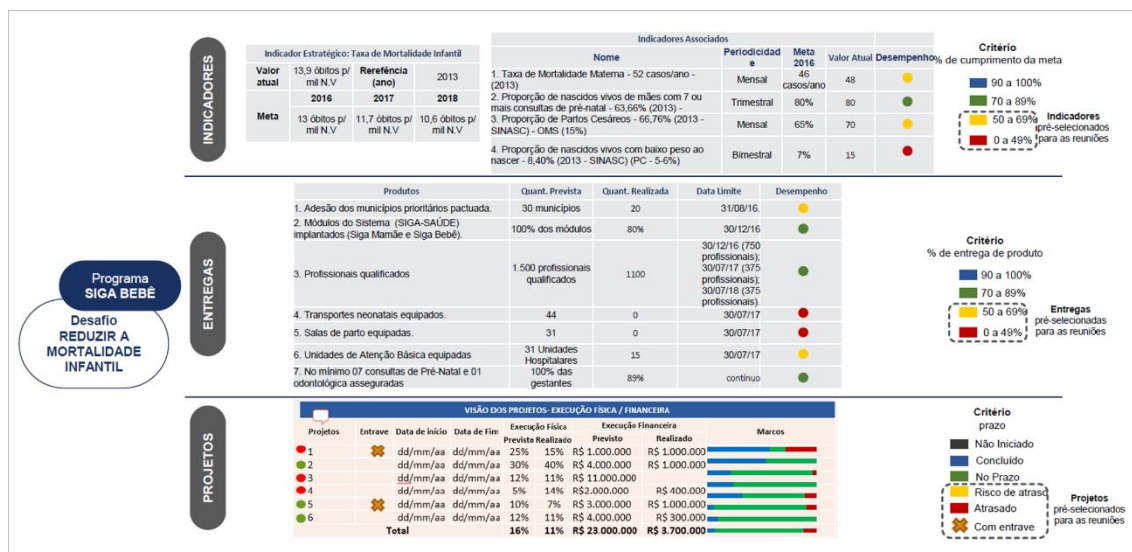 INDICADORES
Indicador Estratégico: Taxa de Mortalidade Infantil
Valor atual 13,9 óbitos p/ mil N.V Rerefência (ano) 2013
Meta 2016 2017 2018
13 óbitos p/ mil N.V 11,7 óbitos p/ mil N.V 10,6 óbitos p/ mil N.V
Indicadores Associados
Nome Periodicidad e Meta 2016 Valor Atual Desempenho
1. Taxa de Mortalidade Materna - 52 casos/ano - (2013) Mensal 46 casos/ano 48
2. Proporção de nascidos vivos de mães com 7 ou mais consultas de pré-natal - 63,66% (2013) - Trimestral 80% 80
3. Proporção de Partos Cesáreos - 66,76% (2013 - SINASC) - OMS (15%) Mensal 65% 70
4. Proporção de nascidos vivos com baixo peso ao nascer - 8,40% (2013 - SINASC) (PC - 5-6%) Bimestral 7% 15
Critério
% de cumprimento da meta
90 a 100%
70 a 89%
50 a 69%
0 a 49%
Indicadores
pré-selecionados
para as reuniões
Programa
SIGA BEBÊ
Desafio
REDUZIR A
MORTALIDADE
INFANTIL
ENTREGAS
Produtos Quant. Prevista Quant. Realizada Data Limite Desempenho
1. Adesão dos municípios prioritários pactuada. 30 municípios 20 31/08/16.
2. Módulos do Sistema (SIGA-SAÚDE) implantados (Siga Mamãe e Siga Bebê). 100% dos módulos 80% 30/12/16
3. Profissionais qualificados 1.500 profissionais qualificados 1100 30/12/16 (750 profissionais); 30/07/17 (375 profissionais); 30/07/18 (375 profissionais).
4. Transportes neonatais equipados. 44 0 30/07/17
5. Salas de parto equipadas. 31 0 30/07/17
6. Unidades de Atenção Básica equipadas 31 Unidades Hospitalares 15 30/07/17
7. No mínimo 07 consultas de Pré-Natal e 01 odontológica asseguradas 100% das gestantes 89% contínuo
Critério
% de entrega de produto
90 a 100%
70 a 89%
50 a 69%
0 a 49%
Entregas
pré-selecionadas
para as reuniões
PROJETOS
VISÃO DOS PROJETOS- EXECUÇÃO FÍSICA / FINANCEIRA
Projetos Entrave Data de início Data de Fim Execução Física Execução Financeira Marcos
Previsto Realizado Previsto Realizado
1 dd/mm/aa dd/mm/aa 25% 15% R$ 1.000.000 R$ 1.000.000
2 dd/mm/aa dd/mm/aa 30% 40% R$ 4.000.000 R$ 1.000.000
3 dd/mm/aa dd/mm/aa 12% 11% R$ 11.000.000
4 dd/mm/aa dd/mm/aa 5% 14% R$2.000.000 R$ 400.000
5 dd/mm/aa dd/mm/aa 10% 7% R$ 3.000.000 R$ 1.000.000
6 dd/mm/aa dd/mm/aa 12% 11% R$ 4.000.000 R$ 300.000
Total 16% 11% R$ 23.000.000 R$ 3.700.000
Critério
prazo
Não Iniciado
Concluído
No Prazo
Risco de atraso
Atrasado
Com entrave
Projetos
pré-selecionados
para as reuniões